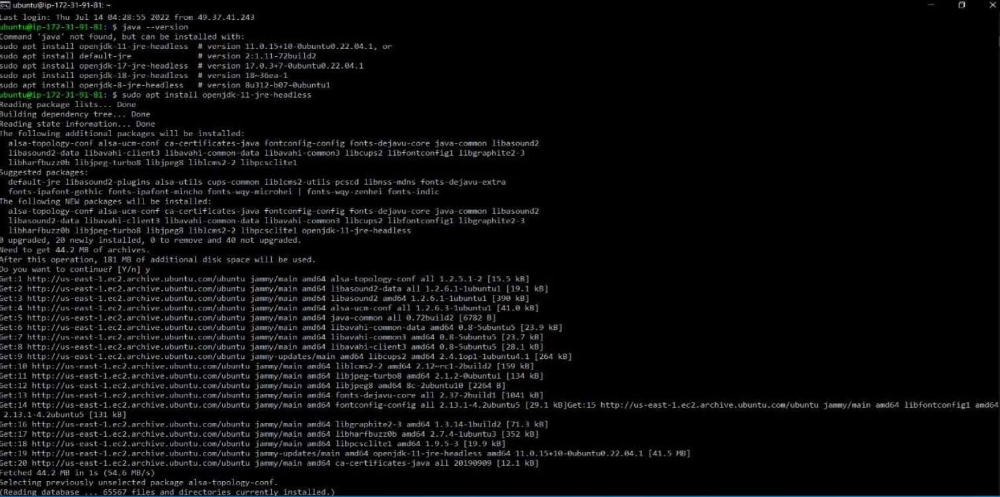 ubuntu@ip-172-31-91-81: ~
Last login: Thu Jul 14 04:28:55 2022 from 49.37.41.243
ubuntu@ip-172-31-91-81: $ java --version
Command 'java' not found, but can be installed with:
sudo apt install openjdk-11-jre-headless  # version 11.0.15+10-0ubuntu0.22.04.1, or
sudo apt install default-jre              # version 2:1.11-72build2
sudo apt install openjdk-17-jre-headless  # version 17.0.3+7-0ubuntu0.22.04.1
sudo apt install openjdk-18-jre-headless  # version 18~36ea-1
sudo apt install openjdk-8-jre-headless   # version 8u312-b07-0ubuntu1
ubuntu@ip-172-31-91-81: $ sudo apt install openjdk-11-jre-headless
Reading package lists... Done
Building dependency tree... Done
Reading state information... Done
The following additional packages will be installed:
  alsa-topology-conf alsa-ucm-conf ca-certificates-java fontconfig-config fonts-dejavu-core java-common libasound2
  libasound2-data libavahi-client3 libavahi-common-data libavahi-common3 libcups2 libfontconfig1 libgraphite2-3
  libharfbuzz0b libjpeg-turbo8 libjpeg8 liblcms2-2 libpcsclite1
Suggested packages:
  default-jre libasound2-plugins alsa-utils cups-common liblcms2-utils pcscd libnss-mdns fonts-dejavu-extra
  fonts-ipafont-gothic fonts-ipafont-mincho fonts-wqy-microhei | fonts-wqy-zenhei fonts-indic
The following NEW packages will be installed:
  alsa-topology-conf alsa-ucm-conf ca-certificates-java fontconfig-config fonts-dejavu-core java-common libasound2
  libasound2-data libavahi-client3 libavahi-common-data libavahi-common3 libcups2 libfontconfig1 libgraphite2-3
  libharfbuzz0b libjpeg-turbo8 libjpeg8 liblcms2-2 libpcsclite1 openjdk-11-jre-headless
0 upgraded, 20 newly installed, 0 to remove and 40 not upgraded.
Need to get 44.2 MB of archives.
After this operation, 181 MB of additional disk space will be used.
Do you want to continue? [Y/n] y
Get:1 http://us-east-1.ec2.archive.ubuntu.com/ubuntu jammy/main amd64 alsa-topology-conf all 1.2.5.1-2 [15.5 kB]
Get:2 http://us-east-1.ec2.archive.ubuntu.com/ubuntu jammy/main amd64 libasound2-data all 1.2.6.1-1ubuntu1 [19.1 kB]
Get:3 http://us-east-1.ec2.archive.ubuntu.com/ubuntu jammy/main amd64 libasound2 amd64 1.2.6.1-1ubuntu1 [390 kB]
Get:4 http://us-east-1.ec2.archive.ubuntu.com/ubuntu jammy/main amd64 alsa-ucm-conf all 1.2.6.3-1ubuntu1 [41.0 kB]
Get:5 http://us-east-1.ec2.archive.ubuntu.com/ubuntu jammy/main amd64 java-common all 0.72build2 [6782 B]
Get:6 http://us-east-1.ec2.archive.ubuntu.com/ubuntu jammy/main amd64 libavahi-common-data amd64 0.8-5ubuntu5 [23.9 kB]
Get:7 http://us-east-1.ec2.archive.ubuntu.com/ubuntu jammy/main amd64 libavahi-common3 amd64 0.8-5ubuntu5 [23.7 kB]
Get:8 http://us-east-1.ec2.archive.ubuntu.com/ubuntu jammy/main amd64 libavahi-client3 amd64 0.8-5ubuntu5 [28.1 kB]
Get:9 http://us-east-1.ec2.archive.ubuntu.com/ubuntu jammy-updates/main amd64 libcups2 amd64 2.4.1op1-1ubuntu4.1 [264 kB]
Get:10 http://us-east-1.ec2.archive.ubuntu.com/ubuntu jammy/main amd64 liblcms2-2 amd64 2.12~rc1-2build2 [159 kB]
Get:11 http://us-east-1.ec2.archive.ubuntu.com/ubuntu jammy/main amd64 libjpeg-turbo8 amd64 2.1.2-0ubuntu1 [134 kB]
Get:12 http://us-east-1.ec2.archive.ubuntu.com/ubuntu jammy/main amd64 libjpeg8 amd64 8c-2ubuntu10 [2264 B]
Get:13 http://us-east-1.ec2.archive.ubuntu.com/ubuntu jammy/main amd64 fonts-dejavu-core all 2.37-2build1 [1041 kB]
Get:14 http://us-east-1.ec2.archive.ubuntu.com/ubuntu jammy/main amd64 fontconfig-config all 2.13.1-4.2ubuntu5 [29.1 kB]Get:15 http://us-east-1.ec2.archive.ubuntu.com/ubuntu jammy/main amd64 libfontconfig1 amd64
 2.13.1-4.2ubuntu5 [131 kB]
Get:16 http://us-east-1.ec2.archive.ubuntu.com/ubuntu jammy/main amd64 libgraphite2-3 amd64 1.3.14-1build2 [71.3 kB]
Get:17 http://us-east-1.ec2.archive.ubuntu.com/ubuntu jammy/main amd64 libharfbuzz0b amd64 2.7.4-1ubuntu3 [352 kB]
Get:18 http://us-east-1.ec2.archive.ubuntu.com/ubuntu jammy/main amd64 libpcsclite1 amd64 1.9.5-3 [19.9 kB]
Get:19 http://us-east-1.ec2.archive.ubuntu.com/ubuntu jammy-updates/main amd64 openjdk-11-jre-headless amd64 11.0.15+10-0ubuntu0.22.04.1 [41.5 MB]
Get:20 http://us-east-1.ec2.archive.ubuntu.com/ubuntu jammy/main amd64 ca-certificates-java all 20190909 [12.1 kB]
Fetched 44.2 MB in 1s (54.6 MB/s)
Selecting previously unselected package alsa-topology-conf.
(Reading database ... 65567 files and directories currently installed.)